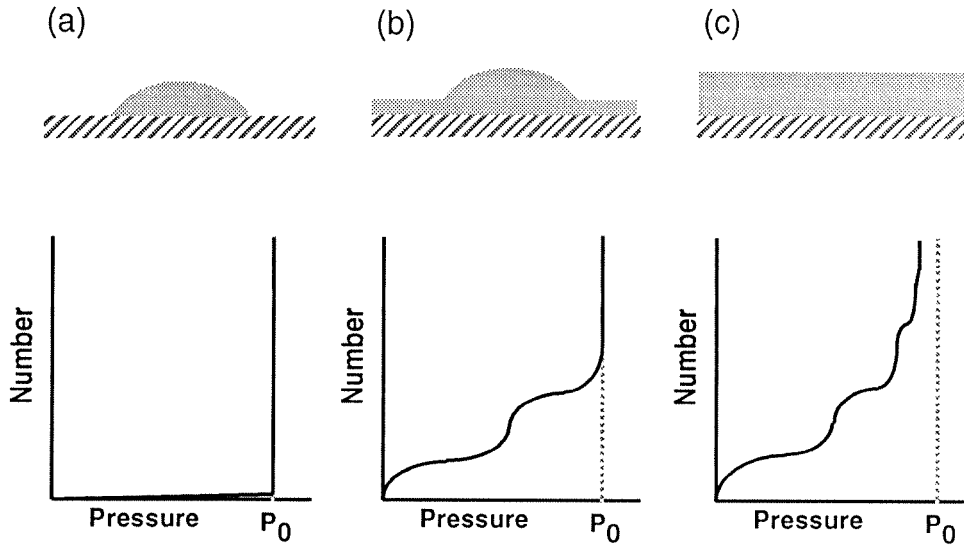 (a)
(b)
(c)
Number
Number
Number
Pressure
P0
Pressure
P0
Pressure
P0